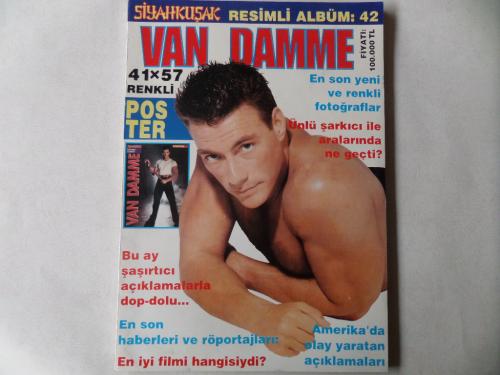 SİYAHKUŞAK RESİMLİ ALBÜM: 42
VAN DAMME
FİYATI:
100.000 TL
41×57
RENKLİ
POS
TER
VAN DAMME
En son yeni
ve renkli
fotoğraflar
Ünlü şarkıcı ile
aralarında
ne geçti?
Bu ay
şaşırtıcı
açıklamalarla
dop-dolu...
En son
haberleri ve röportajları:
En iyi filmi hangisiydi?
Amerika'da
olay yaratan
açıklamaları